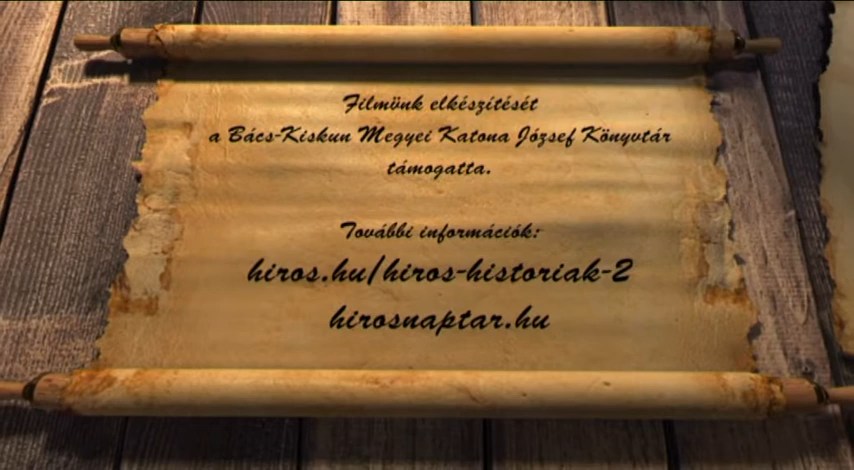 Filmünk elkészítését
a Bács-Kiskun Megyei Katona József Könyvtár
támogatta.
További információk:
hiros.hu/hiros-historiak-2
hirosnaptar.hu